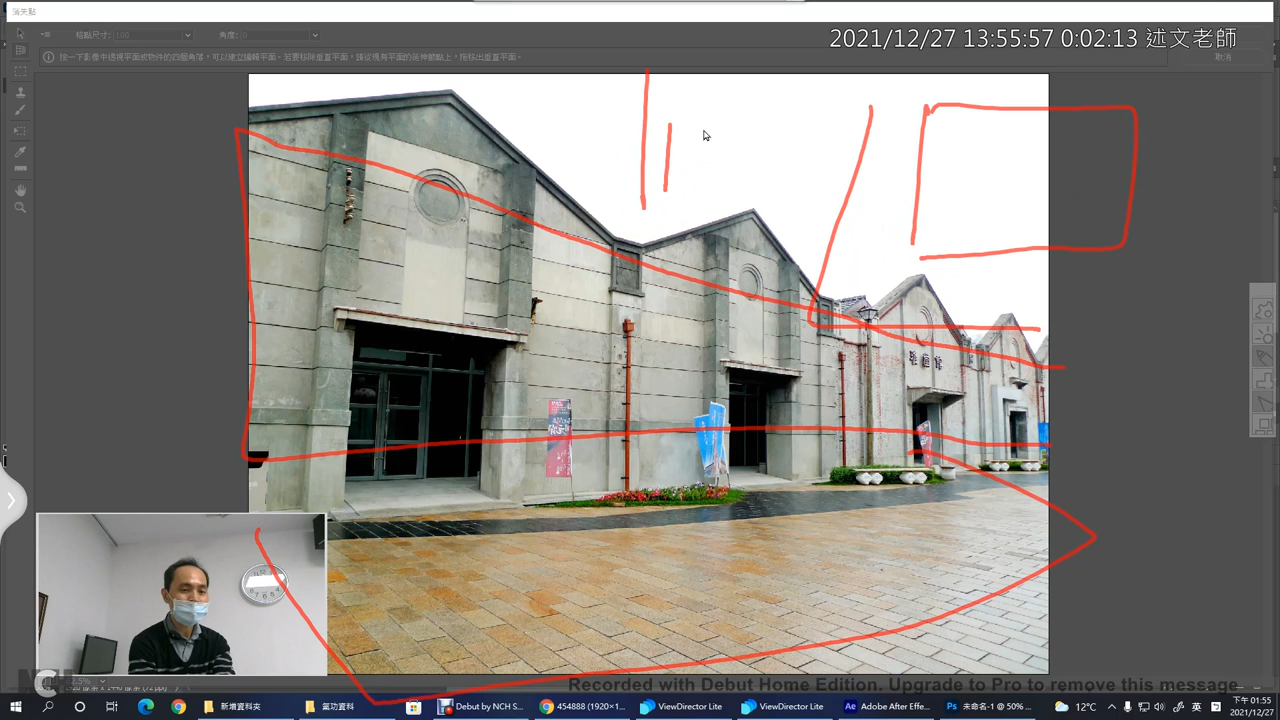 消失點
格點尺寸: 100
角度: 0
2021/12/27 13:55:57 0:02:13 述文老師
按一下影像中透視平面或物件的四個角落，可以建立編輯平面。若要移除垂直平面，請從現有平面的延伸節點上，拖移出垂直平面。
取消
Recorded with Debut Home Edition. Upgrade to Pro to remove this message
新增資料夾
氣功資料
Debut by NCH S...
454888 (1920×1...
ViewDirector Lite
ViewDirector Lite
Adobe After Effe...
未命名-1 @ 50% ...
12°C
英
下午 01:55
2021/12/27